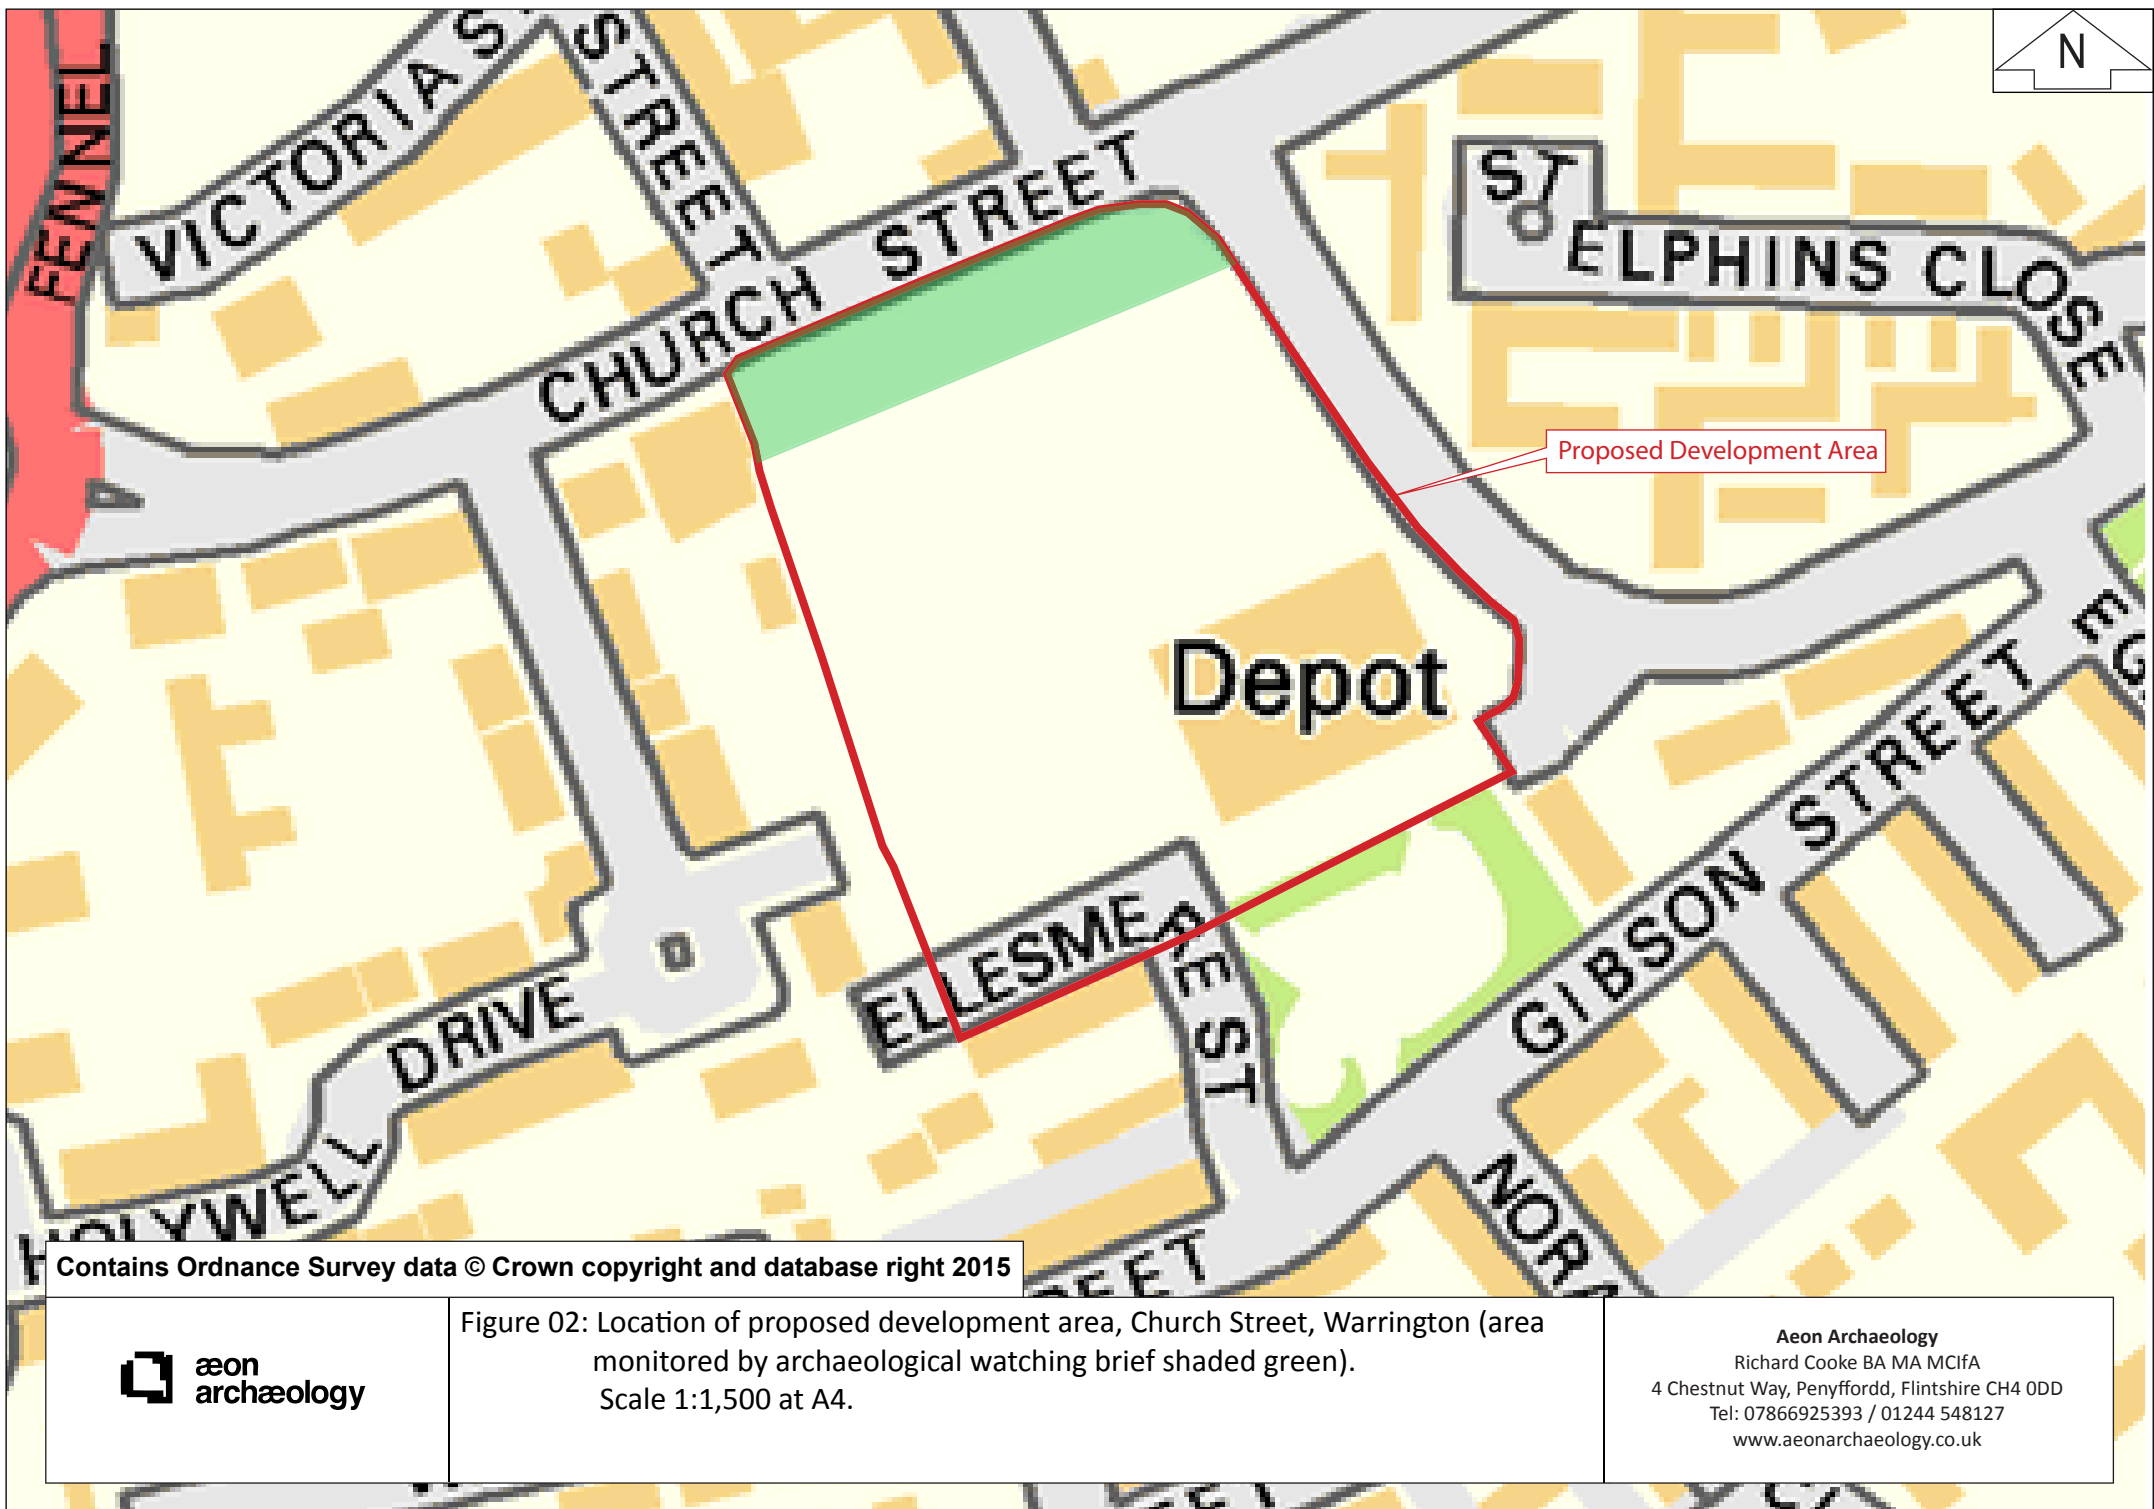 N
FENNEL
VICTORIA S
STREET
CHURCH STREET
ST
ELPHINS CLOSE
Proposed Development Area
Depot
ELLESMERE ST
GIBSON STREET
DRIVE
HOLYWELL
Contains Ordnance Survey data © Crown copyright and database right 2015
æon
archæology
Figure 02: Location of proposed development area, Church Street, Warrington (area
monitored by archaeological watching brief shaded green).
Scale 1:1,500 at A4.
Aeon Archaeology
Richard Cooke BA MA MCIfA
4 Chestnut Way, Penyffordd, Flintshire CH4 0DD
Tel: 07866925393 / 01244 548127
www.aeonarchaeology.co.uk